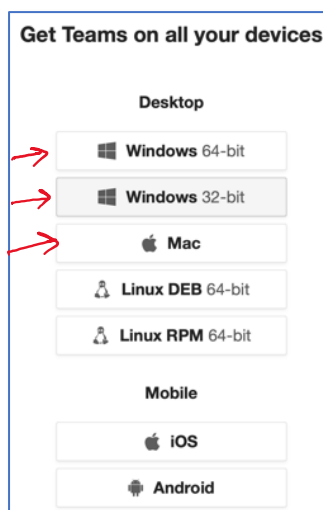 Get Teams on all your devices
Desktop
Windows 64-bit
Windows 32-bit
Mac
Linux DEB 64-bit
Linux RPM 64-bit
Mobile
iOS
Android